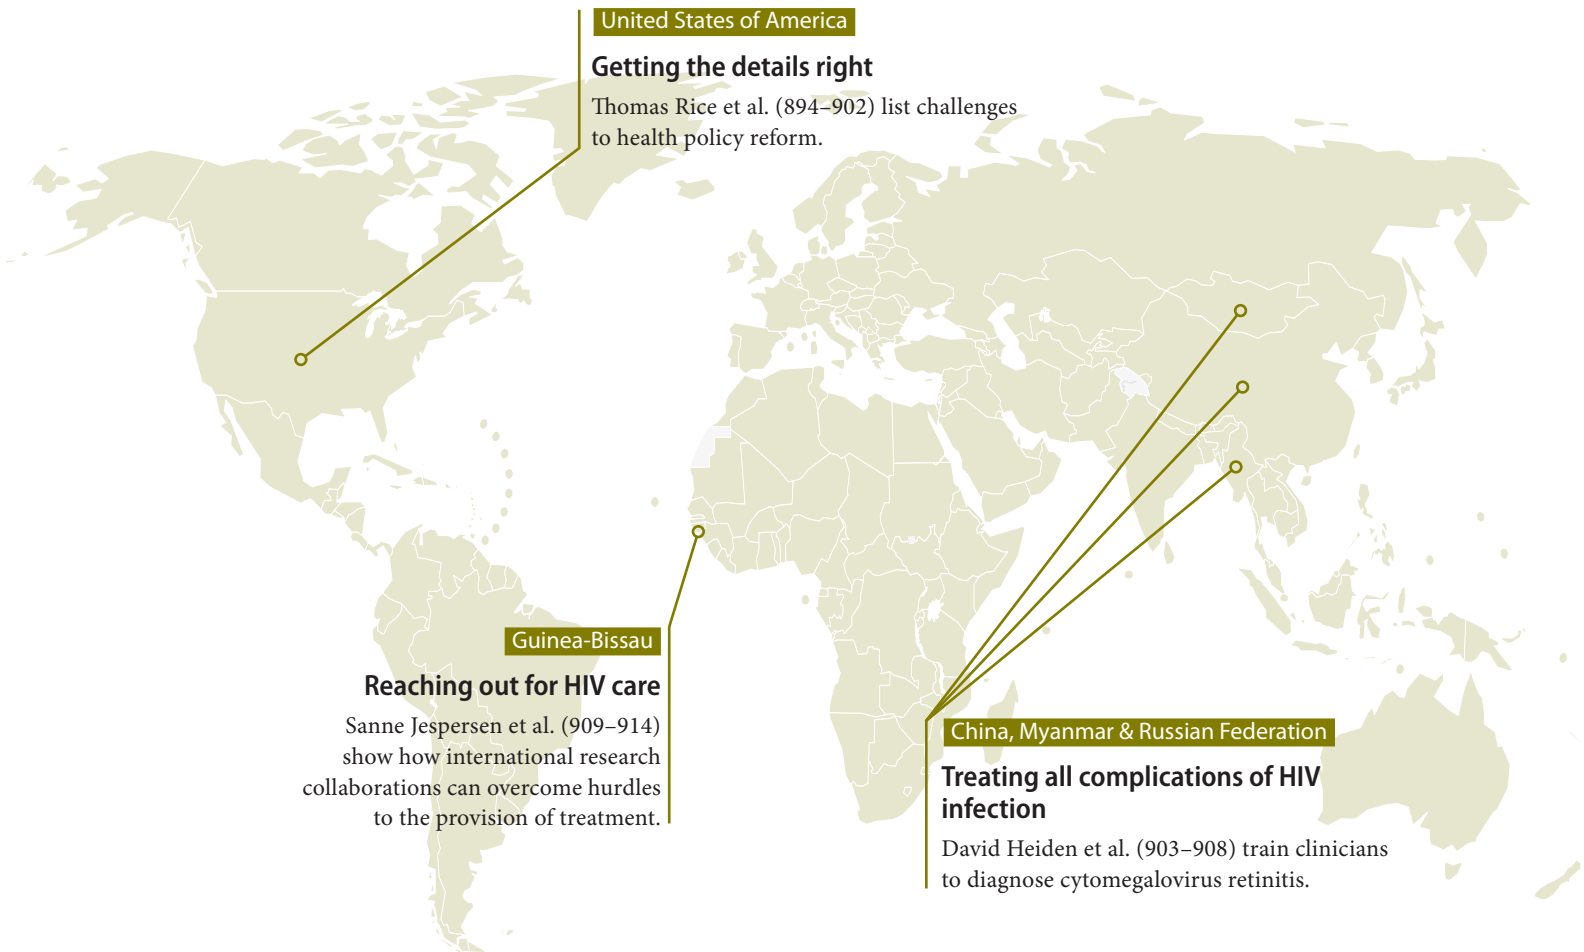 United States of America
Getting the details right
Thomas Rice et al. (894–902) list challenges
to health policy reform.
Guinea-Bissau
Reaching out for HIV care
Sanne Jespersen et al. (909–914)
show how international research
collaborations can overcome hurdles
to the provision of treatment.
China, Myanmar & Russian Federation
Treating all complications of HIV
infection
David Heiden et al. (903–908) train clinicians
to diagnose cytomegalovirus retinitis.